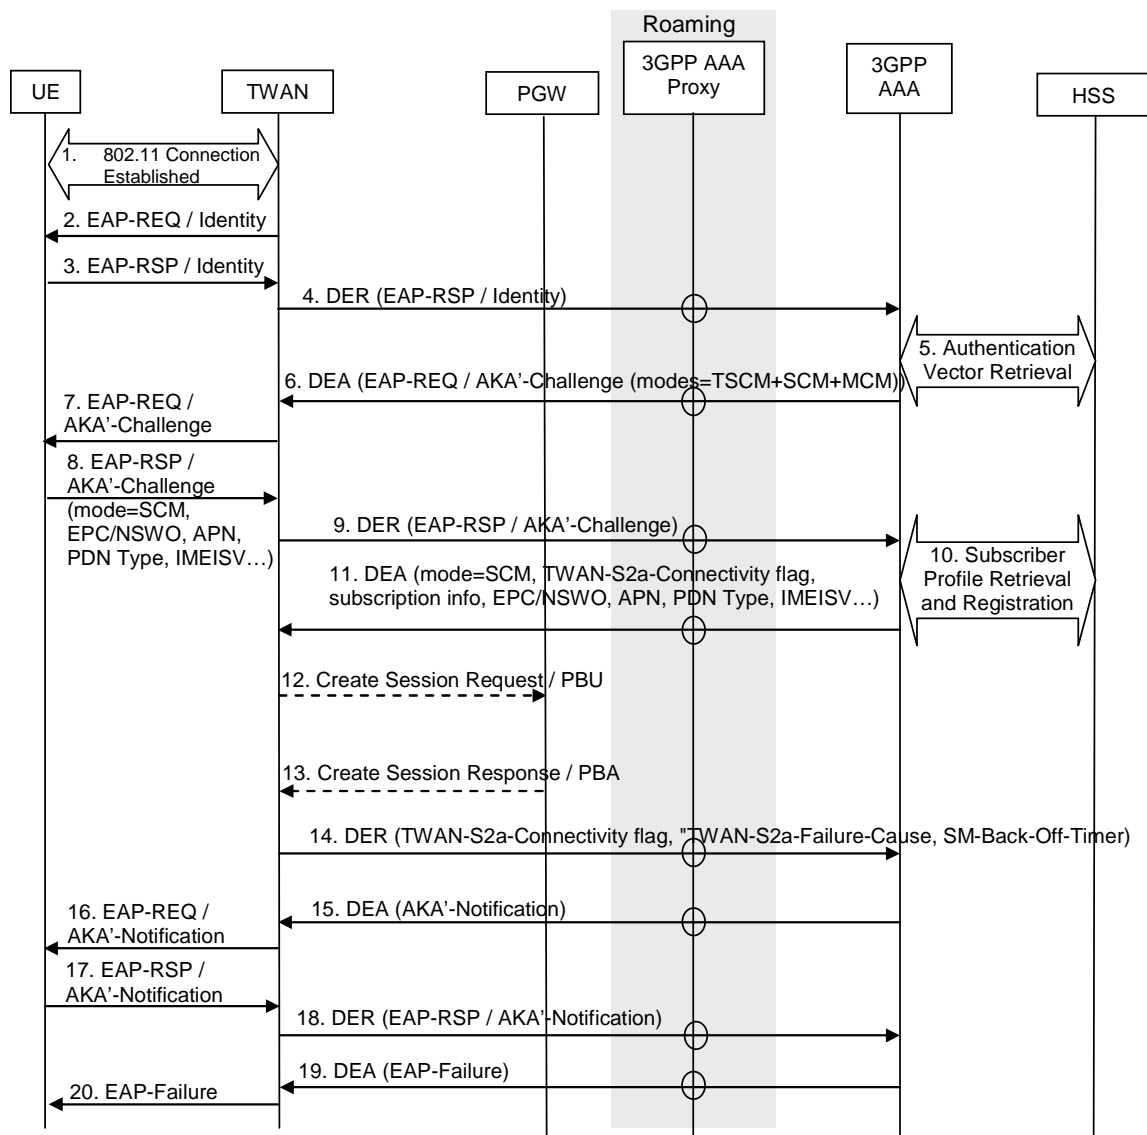 Roaming
UE
TWAN
PGW
3GPP AAA
Proxy
3GPP
AAA
HSS
1. 802.11 Connection
Established
2. EAP-REQ / Identity
3. EAP-RSP / Identity
4. DER (EAP-RSP / Identity)
5. Authentication
Vector Retrieval
6. DEA (EAP-REQ / AKA'-Challenge (modes=TSCM+SCM+MCM))
7. EAP-REQ /
AKA'-Challenge
8. EAP-RSP /
AKA'-Challenge
(mode=SCM,
EPC/NSWO, APN,
PDN Type, IMEISV…)
9. DER (EAP-RSP / AKA'-Challenge)
10. Subscriber
Profile Retrieval
and Registration
11. DEA (mode=SCM, TWAN-S2a-Connectivity flag,
subscription info, EPC/NSWO, APN, PDN Type, IMEISV…)
12. Create Session Request / PBU
13. Create Session Response / PBA
14. DER (TWAN-S2a-Connectivity flag, "TWAN-S2a-Failure-Cause, SM-Back-Off-Timer)
15. DEA (AKA'-Notification)
16. EAP-REQ /
AKA'-Notification
17. EAP-RSP /
AKA'-Notification
18. DER (EAP-RSP / AKA'-Notification)
19. DEA (EAP-Failure)
20. EAP-Failure